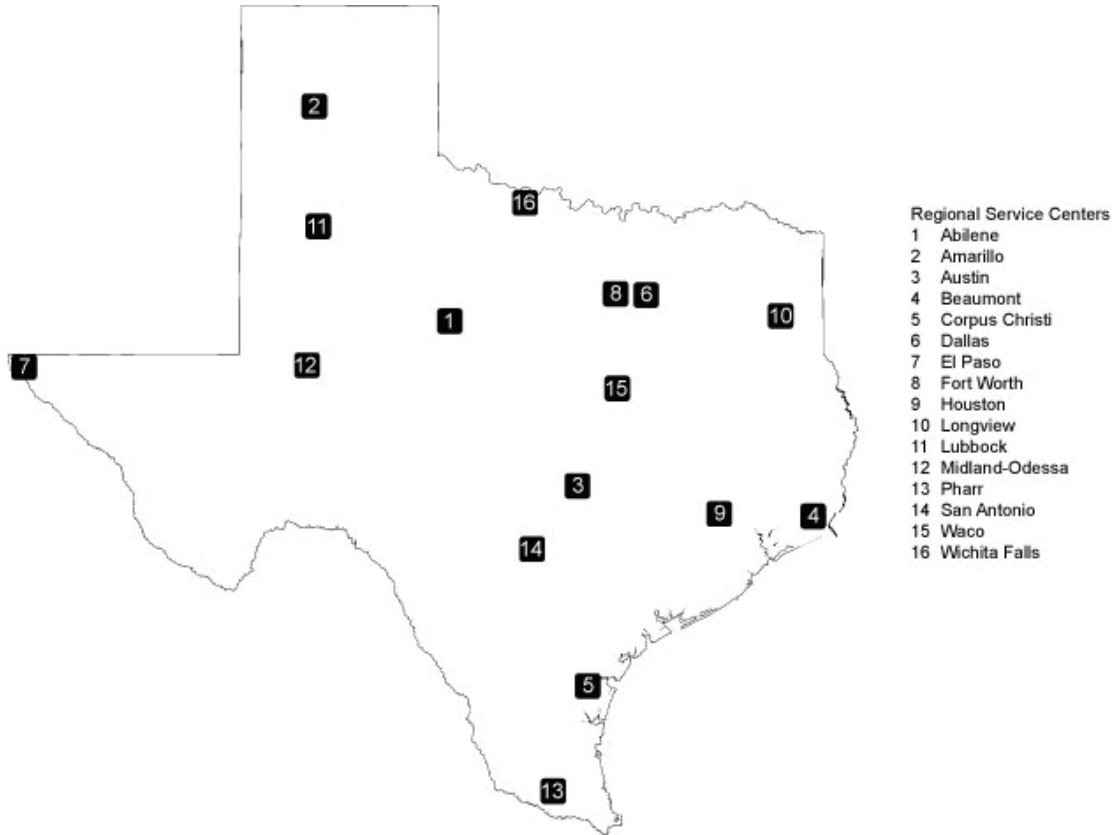 2
16
11
8 6
1
10
7
12
15
3
9
4
14
5
13
Regional Service Centers
1 Abilene
2 Amarillo
3 Austin
4 Beaumont
5 Corpus Christi
6 Dallas
7 El Paso
8 Fort Worth
9 Houston
10 Longview
11 Lubbock
12 Midland-Odessa
13 Pharr
14 San Antonio
15 Waco
16 Wichita Falls